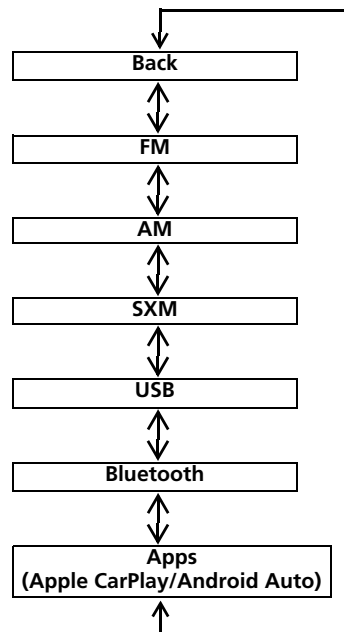 Back
FM
AM
SXM
USB
Bluetooth
Apps
(Apple CarPlay/Android Auto)